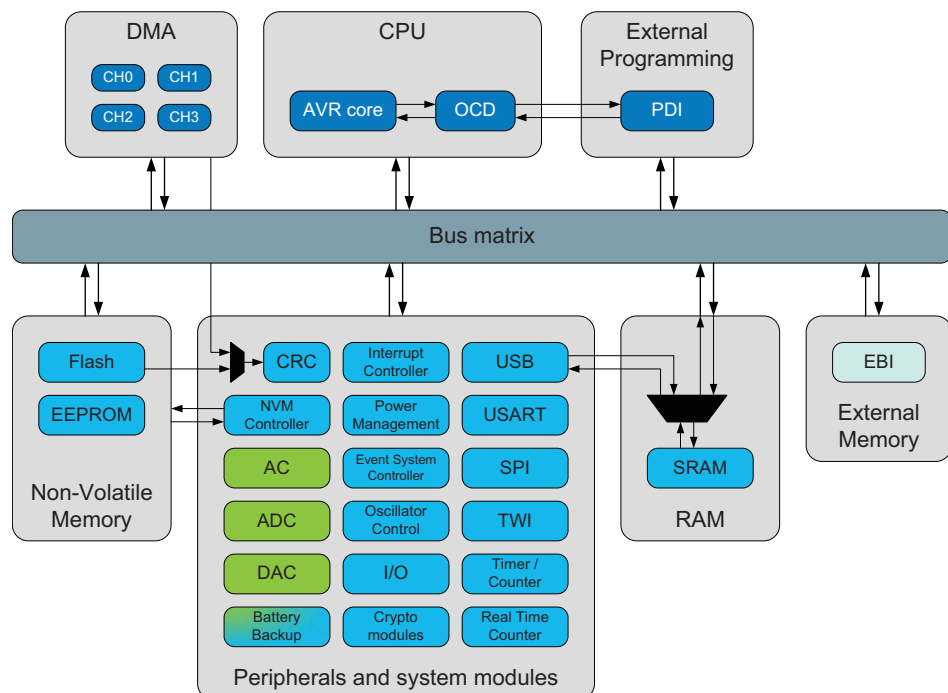 DMA
CH0
CH1
CH2
CH3
CPU
AVR core
OCD
External
Programming
PDI
Bus matrix
Flash
EEPROM
Non-Volatile
Memory
CRC
Interrupt
Controller
USB
NVM
Controller
Power
Management
USART
AC
Event System
Controller
SPI
ADC
Oscillator
Control
TWI
DAC
I/O
Timer /
Counter
Battery
Backup
Crypto
modules
Real Time
Counter
Peripherals and system modules
SRAM
RAM
EBI
External
Memory